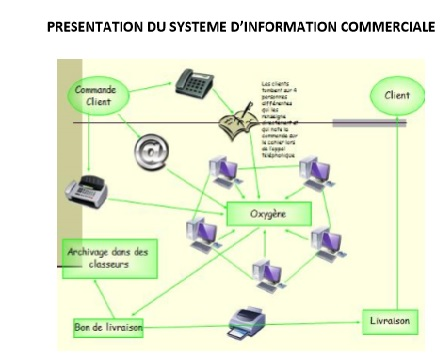 PRESENTATION DU SYSTEME D'INFORMATION COMMERCIALE
Commande
Client
Les clients
tombent sur 4
personnes
différentes
qui les
renseigne
directement et
qui note la
commande sur
le cahier lors
de l'appel
téléphonique
Client
@
Oxygène
Archivage dans des
classeurs
Bon de livraison
Livraison